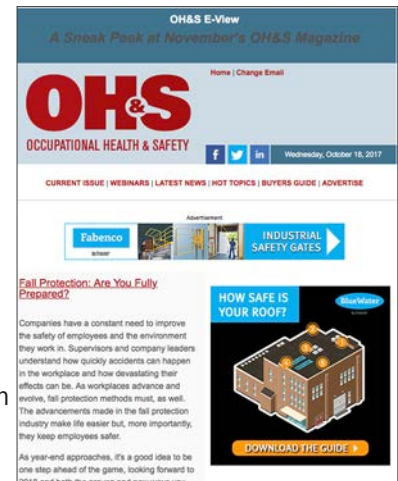 OH&S E-View
A Sneak Peek at November's OH&S Magazine
Home | Change Email
OH&S
OCCUPATIONAL HEALTH & SAFETY
Wednesday, October 18, 2017
CURRENT ISSUE | WEBINARS | LATEST NEWS | HOT TOPICS | BUYERS GUIDE | ADVERTISE
Advertisement
Fabenco
INDUSTRIAL
SAFETY GATES
Fall Protection: Are You Fully
Prepared?
Companies have a constant need to improve
the safety of employees and the environment
they work in. Supervisors and company leaders
understand how quickly accidents can happen
in the workplace and how devastating their
effects can be. As workplaces advance and
evolve, fall protection methods must, as well.
The advancements made in the fall protection
industry make life easier but, more importantly,
they keep employees safer.
As year-end approaches, it's a good idea to be
one step ahead of the game, looking forward to
HOW SAFE IS
YOUR ROOF?
BlueWater
DOWNLOAD THE GUIDE
n